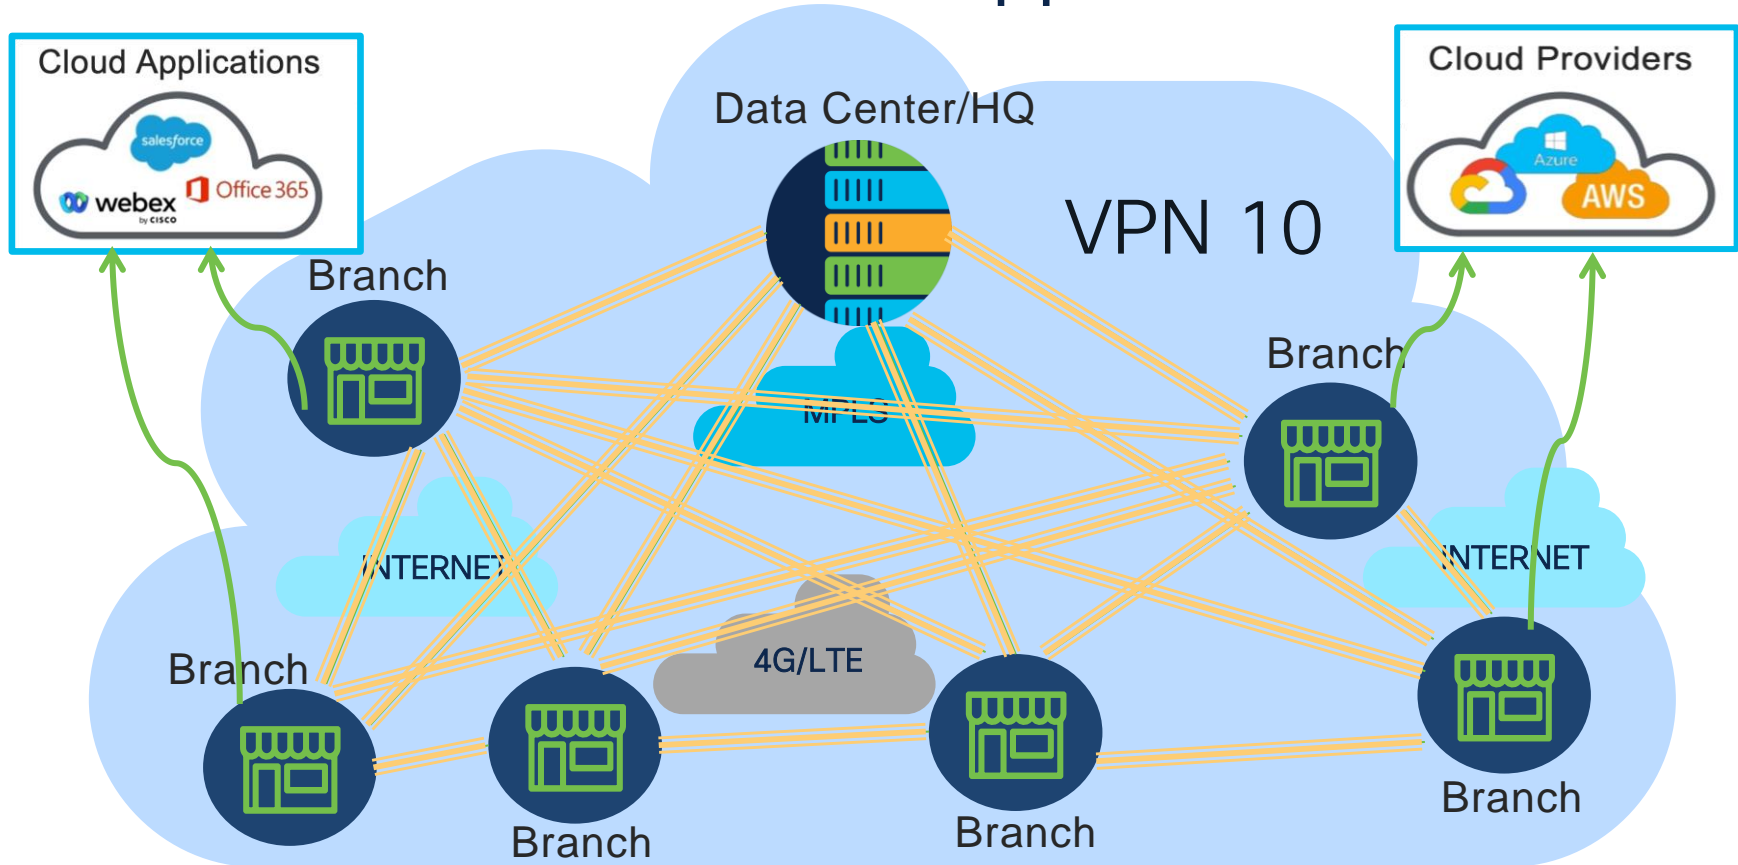 Cloud Applications
salesforce
webex
by CISCO
Office 365
Data Center/HQ
VPN 10
Cloud Providers
Azure
AWS
Branch
Branch
MPLS
INTERNET
INTERNET
4G/LTE
Branch
Branch
Branch
Branch